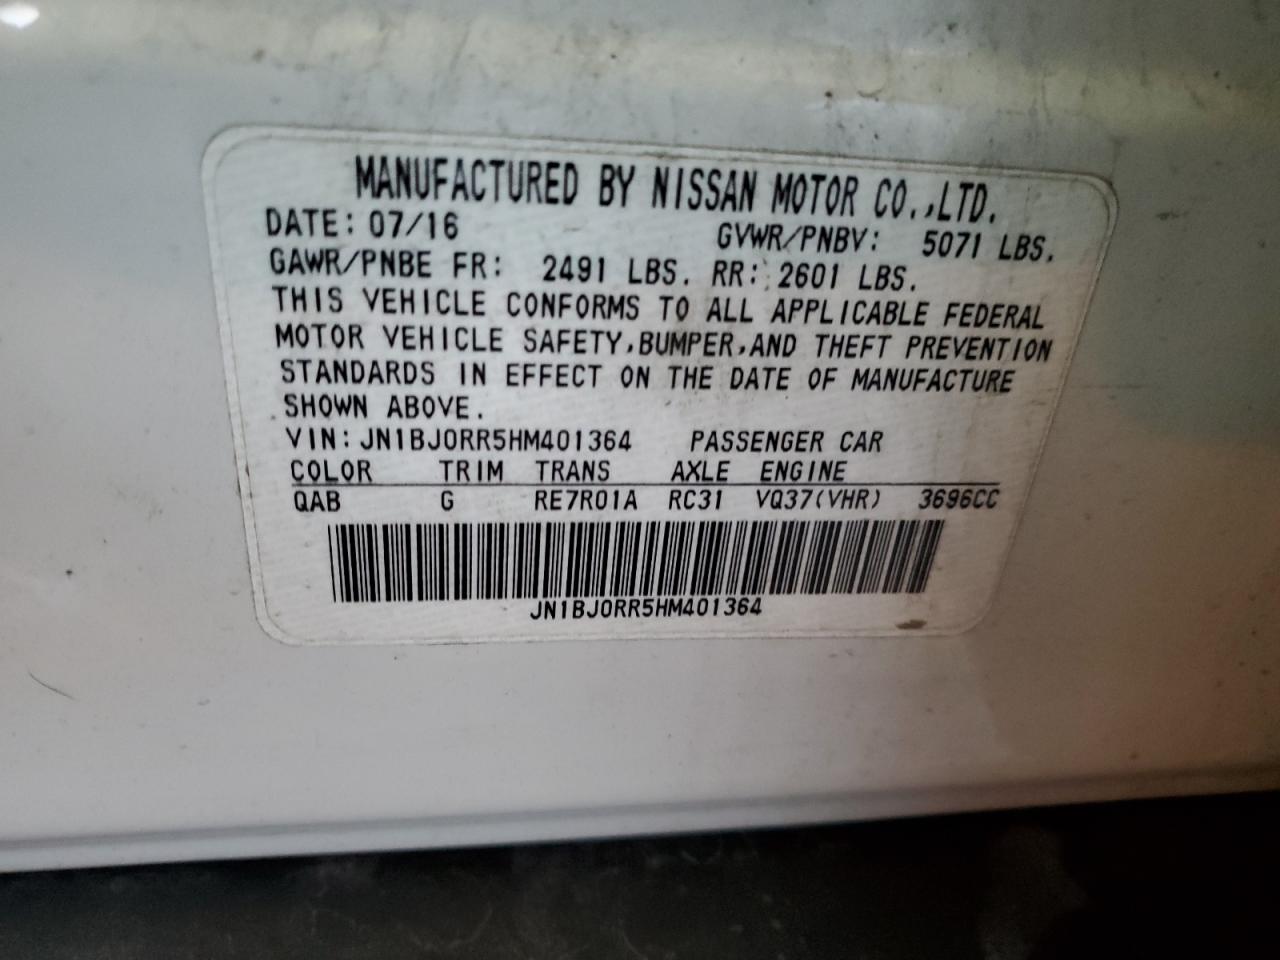 MANUFACTURED BY NISSAN MOTOR CO.,LTD.
DATE: 07/16 GVWR/PNBV: 5071 LBS.
GAWR/PNBE FR: 2491 LBS. RR: 2601 LBS.
THIS VEHICLE CONFORMS TO ALL APPLICABLE FEDERAL
MOTOR VEHICLE SAFETY,BUMPER,AND THEFT PREVENTION
STANDARDS IN EFFECT ON THE DATE OF MANUFACTURE
SHOWN ABOVE.
VIN: JN1BJ0RR5HM401364 PASSENGER CAR
COLOR TRIM TRANS AXLE ENGINE
QAB G RE7R01A RC31 VQ37(VHR) 3696CC
JN1BJ0RR5HM401364